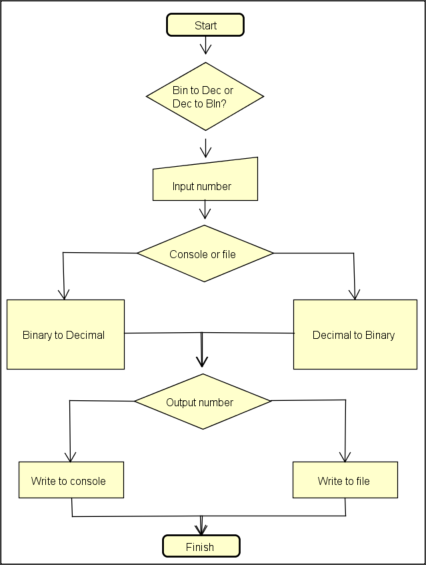 Start
Bin to Dec or
Dec to BIn?
Input number
Console or file
Binary to Decimal
Decimal to Binary
Output number
Write to console
Write to file
Finish